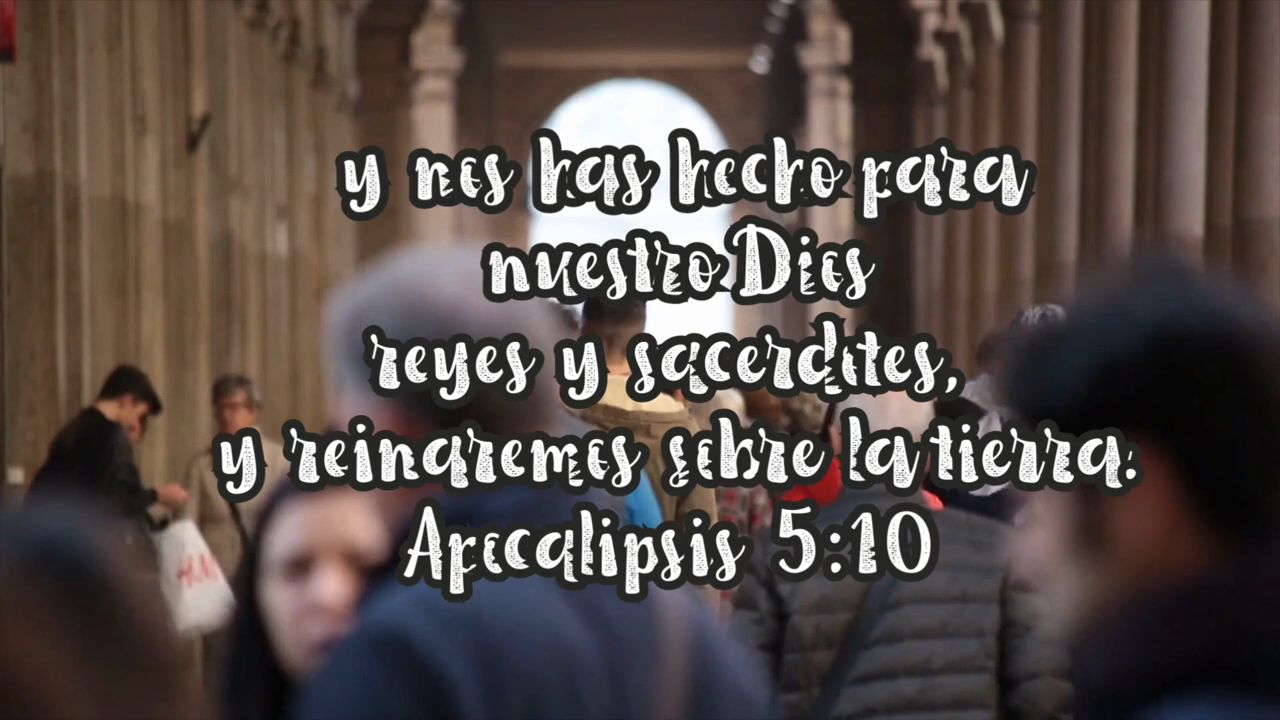 y nos has hecho para
nuestro Dios
reyes y sacerdotes,
y reinaremos sobre la tierra.
Apocalipsis 5:10
H&M